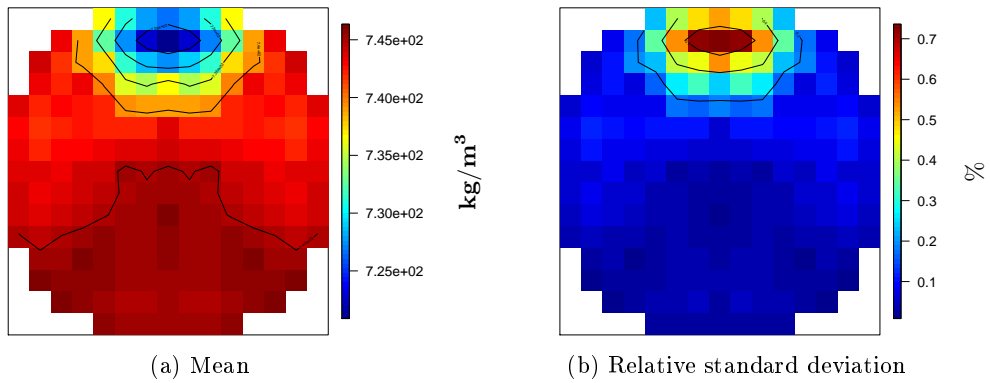 7.45e+02
7.40e+02
7.35e+02
7.30e+02
7.25e+02
kg/m³
0.7
0.6
0.5
0.4
0.3
0.2
0.1
%
(a) Mean
(b) Relative standard deviation